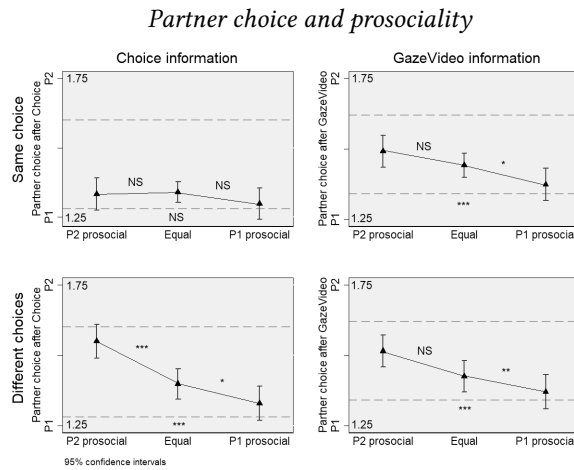 Partner choice and prosociality
Choice information
GazeVideo information
Same choice
Partner choice after Choice
P2
P1
1.75
1.25
NS
NS
NS
P2 prosocial
Equal
P1 prosocial
Partner choice after GazeVideo
P2
P1
1.75
1.25
NS
*
***
P2 prosocial
Equal
P1 prosocial
Different choices
Partner choice after Choice
P2
P1
1.75
1.25
***
*
***
P2 prosocial
Equal
P1 prosocial
Partner choice after GazeVideo
P2
P1
1.75
1.25
NS
**
***
P2 prosocial
Equal
P1 prosocial
95% confidence intervals